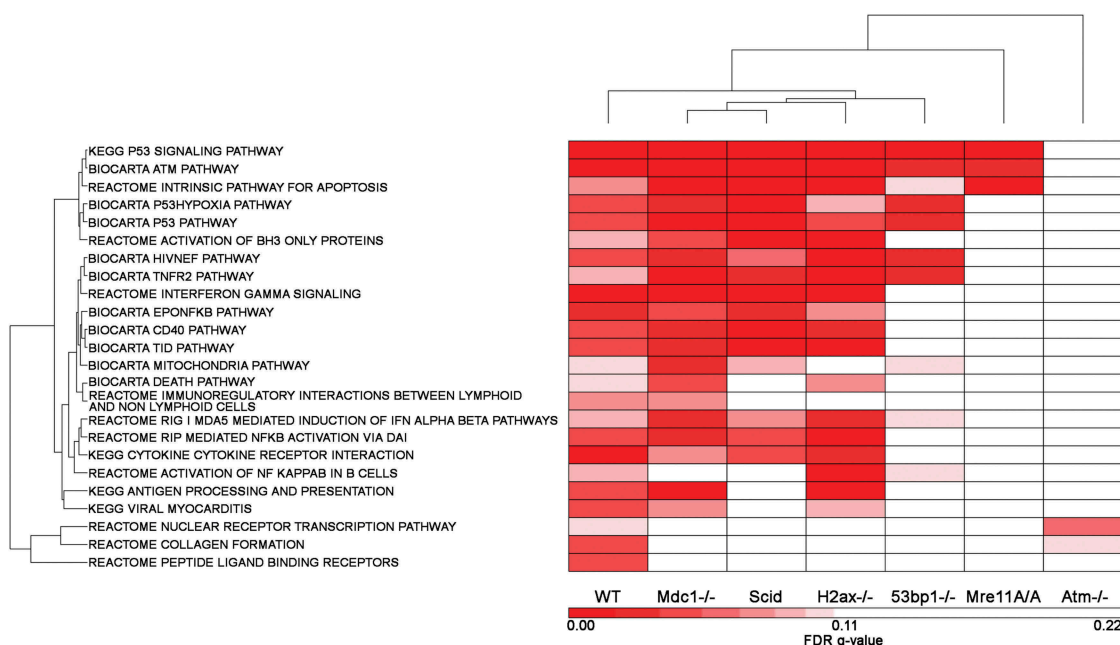 KEGG P53 SIGNALING PATHWAY
BIOCARTA ATM PATHWAY
REACTOME INTRINSIC PATHWAY FOR APOPTOSIS
BIOCARTA P53HYPOXIA PATHWAY
BIOCARTA P53 PATHWAY
REACTOME ACTIVATION OF BH3 ONLY PROTEINS
BIOCARTA HIVNEF PATHWAY
BIOCARTA TNFR2 PATHWAY
REACTOME INTERFERON GAMMA SIGNALING
BIOCARTA EPONFKB PATHWAY
BIOCARTA CD40 PATHWAY
BIOCARTA TID PATHWAY
BIOCARTA MITOCHONDRIA PATHWAY
BIOCARTA DEATH PATHWAY
REACTOME IMMUNOREGULATORY INTERACTIONS BETWEEN LYMPHOID
AND NON LYMPHOID CELLS
REACTOME RIG I MDA5 MEDIATED INDUCTION OF IFN ALPHA BETA PATHWAYS
REACTOME RIP MEDIATED NFKB ACTIVATION VIA DAI
KEGG CYTOKINE CYTOKINE RECEPTOR INTERACTION
REACTOME ACTIVATION OF NF KAPPAB IN B CELLS
KEGG ANTIGEN PROCESSING AND PRESENTATION
KEGG VIRAL MYOCARDITIS
REACTOME NUCLEAR RECEPTOR TRANSCRIPTION PATHWAY
REACTOME COLLAGEN FORMATION
REACTOME PEPTIDE LIGAND BINDING RECEPTORS
WT Mdc1-/- Scid H2ax-/- 53bp1-/- Mre11A/A Atm-/-
0.00 0.11 0.22
FDR q-value